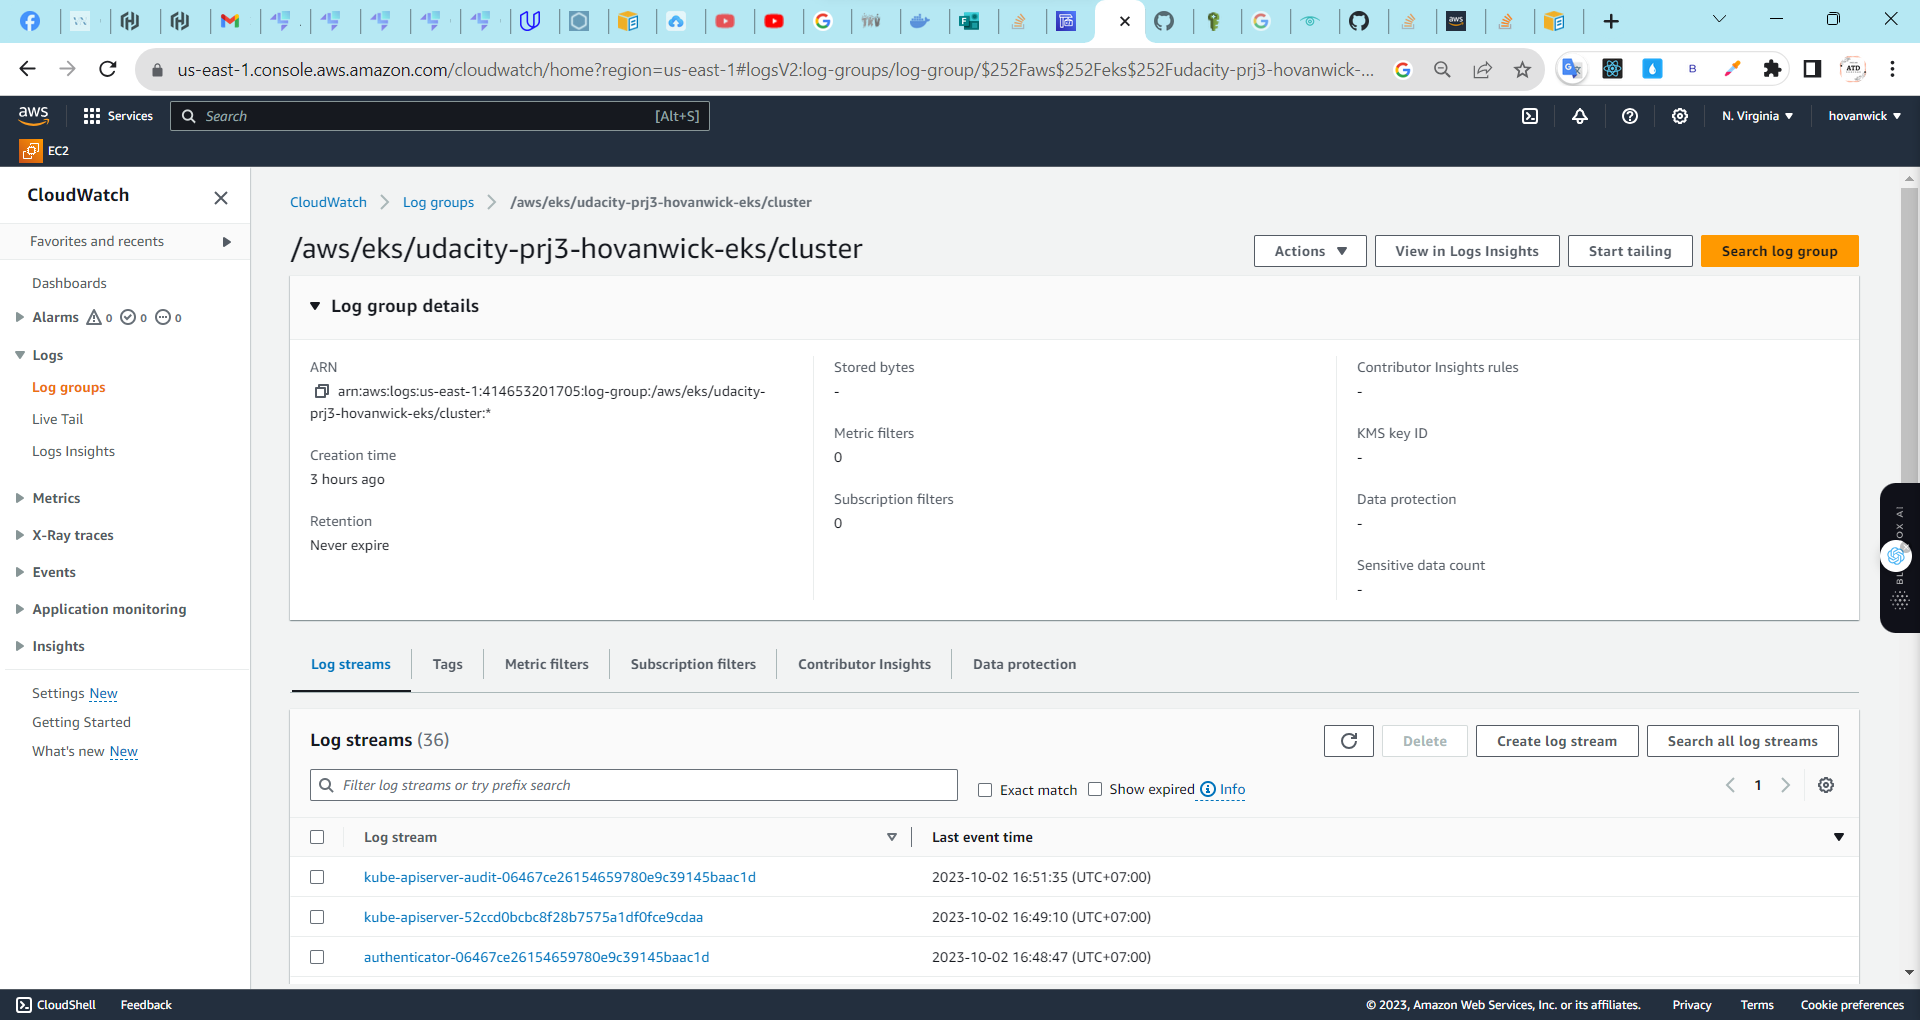 us-east-1.console.aws.amazon.com/cloudwatch/home?region=us-east-1#logsV2:log-groups/log-group/$252Faws$252Feks$252Fudacity-prj3-hovanwick-...
aws
Services
Search
[Alt+S]
N. Virginia
hovanwick
EC2
CloudWatch
Favorites and recents
Dashboards
Alarms 0 0 0
Logs
Log groups
Live Tail
Logs Insights
Metrics
X-Ray traces
Events
Application monitoring
Insights
Settings New
Getting Started
What's new New
CloudWatch
Log groups
/aws/eks/udacity-prj3-hovanwick-eks/cluster
/aws/eks/udacity-prj3-hovanwick-eks/cluster
Actions
View in Logs Insights
Start tailing
Search log group
Log group details
ARN
arn:aws:logs:us-east-1:414653201705:log-group:/aws/eks/udacity-
prj3-hovanwick-eks/cluster:*
Creation time
3 hours ago
Retention
Never expire
Stored bytes
-
Metric filters
0
Subscription filters
0
Contributor Insights rules
-
KMS key ID
-
Data protection
-
Sensitive data count
-
Log streams
Tags
Metric filters
Subscription filters
Contributor Insights
Data protection
Log streams (36)
Delete
Create log stream
Search all log streams
Filter log streams or try prefix search
Exact match
Show expired
Info
1
Log stream
Last event time
kube-apiserver-audit-06467ce26154659780e9c39145baac1d
2023-10-02 16:51:35 (UTC+07:00)
kube-apiserver-52ccd0bcbc8f28b7575a1df0fce9cdaa
2023-10-02 16:49:10 (UTC+07:00)
authenticator-06467ce26154659780e9c39145baac1d
2023-10-02 16:48:47 (UTC+07:00)
CloudShell
Feedback
© 2023, Amazon Web Services, Inc. or its affiliates.
Privacy
Terms
Cookie preferences